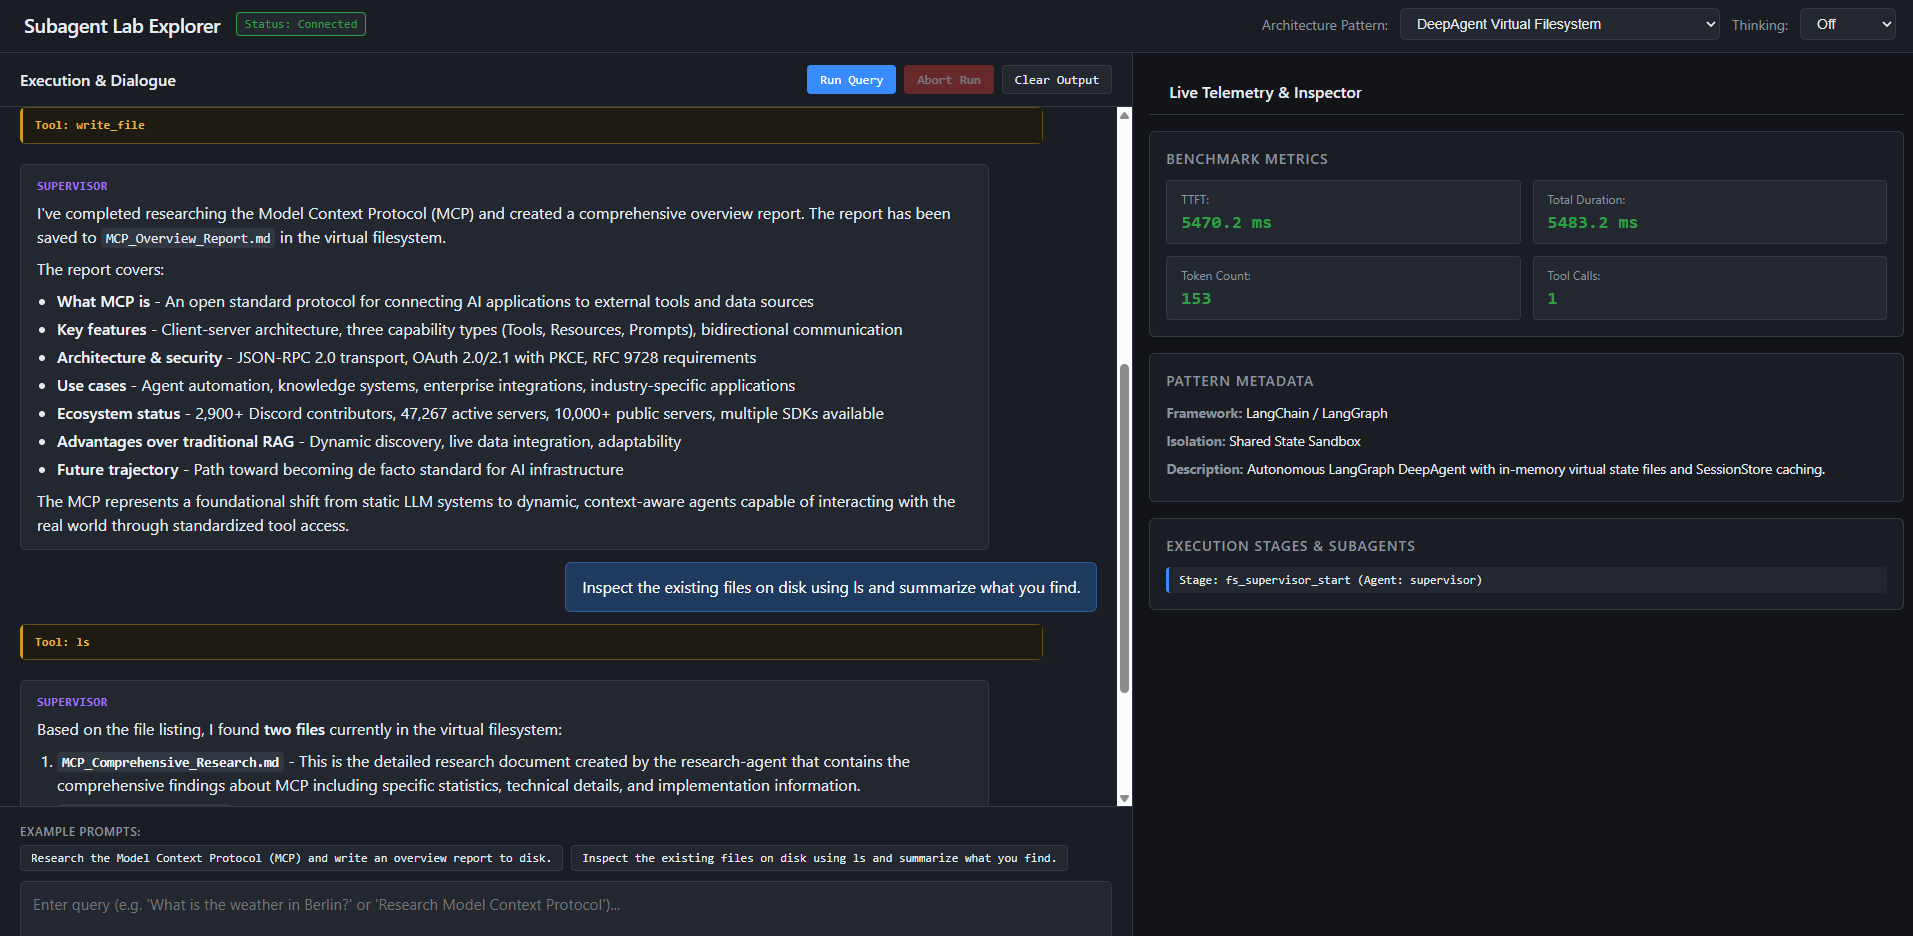 Subagent Lab Explorer
Status: Connected
Architecture Pattern:
DeepAgent Virtual Filesystem
Thinking:
Off
Execution & Dialogue
Run Query
Abort Run
Clear Output
Tool: write_file
SUPERVISOR
I've completed researching the Model Context Protocol (MCP) and created a comprehensive overview report. The report has been
saved to MCP_Overview_Report.md in the virtual filesystem.
The report covers:
• What MCP is - An open standard protocol for connecting AI applications to external tools and data sources
• Key features - Client-server architecture, three capability types (Tools, Resources, Prompts), bidirectional communication
• Architecture & security - JSON-RPC 2.0 transport, OAuth 2.0/2.1 with PKCE, RFC 9728 requirements
• Use cases - Agent automation, knowledge systems, enterprise integrations, industry-specific applications
• Ecosystem status - 2,900+ Discord contributors, 47,267 active servers, 10,000+ public servers, multiple SDKs available
• Advantages over traditional RAG - Dynamic discovery, live data integration, adaptability
• Future trajectory - Path toward becoming de facto standard for AI infrastructure
The MCP represents a foundational shift from static LLM systems to dynamic, context-aware agents capable of interacting with the
real world through standardized tool access.
Inspect the existing files on disk using ls and summarize what you find.
Tool: ls
SUPERVISOR
Based on the file listing, I found two files currently in the virtual filesystem:
1. MCP_Comprehensive_Research.md - This is the detailed research document created by the research-agent that contains the
comprehensive findings about MCP including specific statistics, technical details, and implementation information.
EXAMPLE PROMPTS:
Research the Model Context Protocol (MCP) and write an overview report to disk.
Inspect the existing files on disk using ls and summarize what you find.
Enter query (e.g. 'What is the weather in Berlin?' or 'Research Model Context Protocol')...
Live Telemetry & Inspector
BENCHMARK METRICS
TTFT:
5470.2 ms
Total Duration:
5483.2 ms
Token Count:
153
Tool Calls:
1
PATTERN METADATA
Framework: LangChain / LangGraph
Isolation: Shared State Sandbox
Description: Autonomous LangGraph DeepAgent with in-memory virtual state files and SessionStore caching.
EXECUTION STAGES & SUBAGENTS
Stage: fs_supervisor_start (Agent: supervisor)